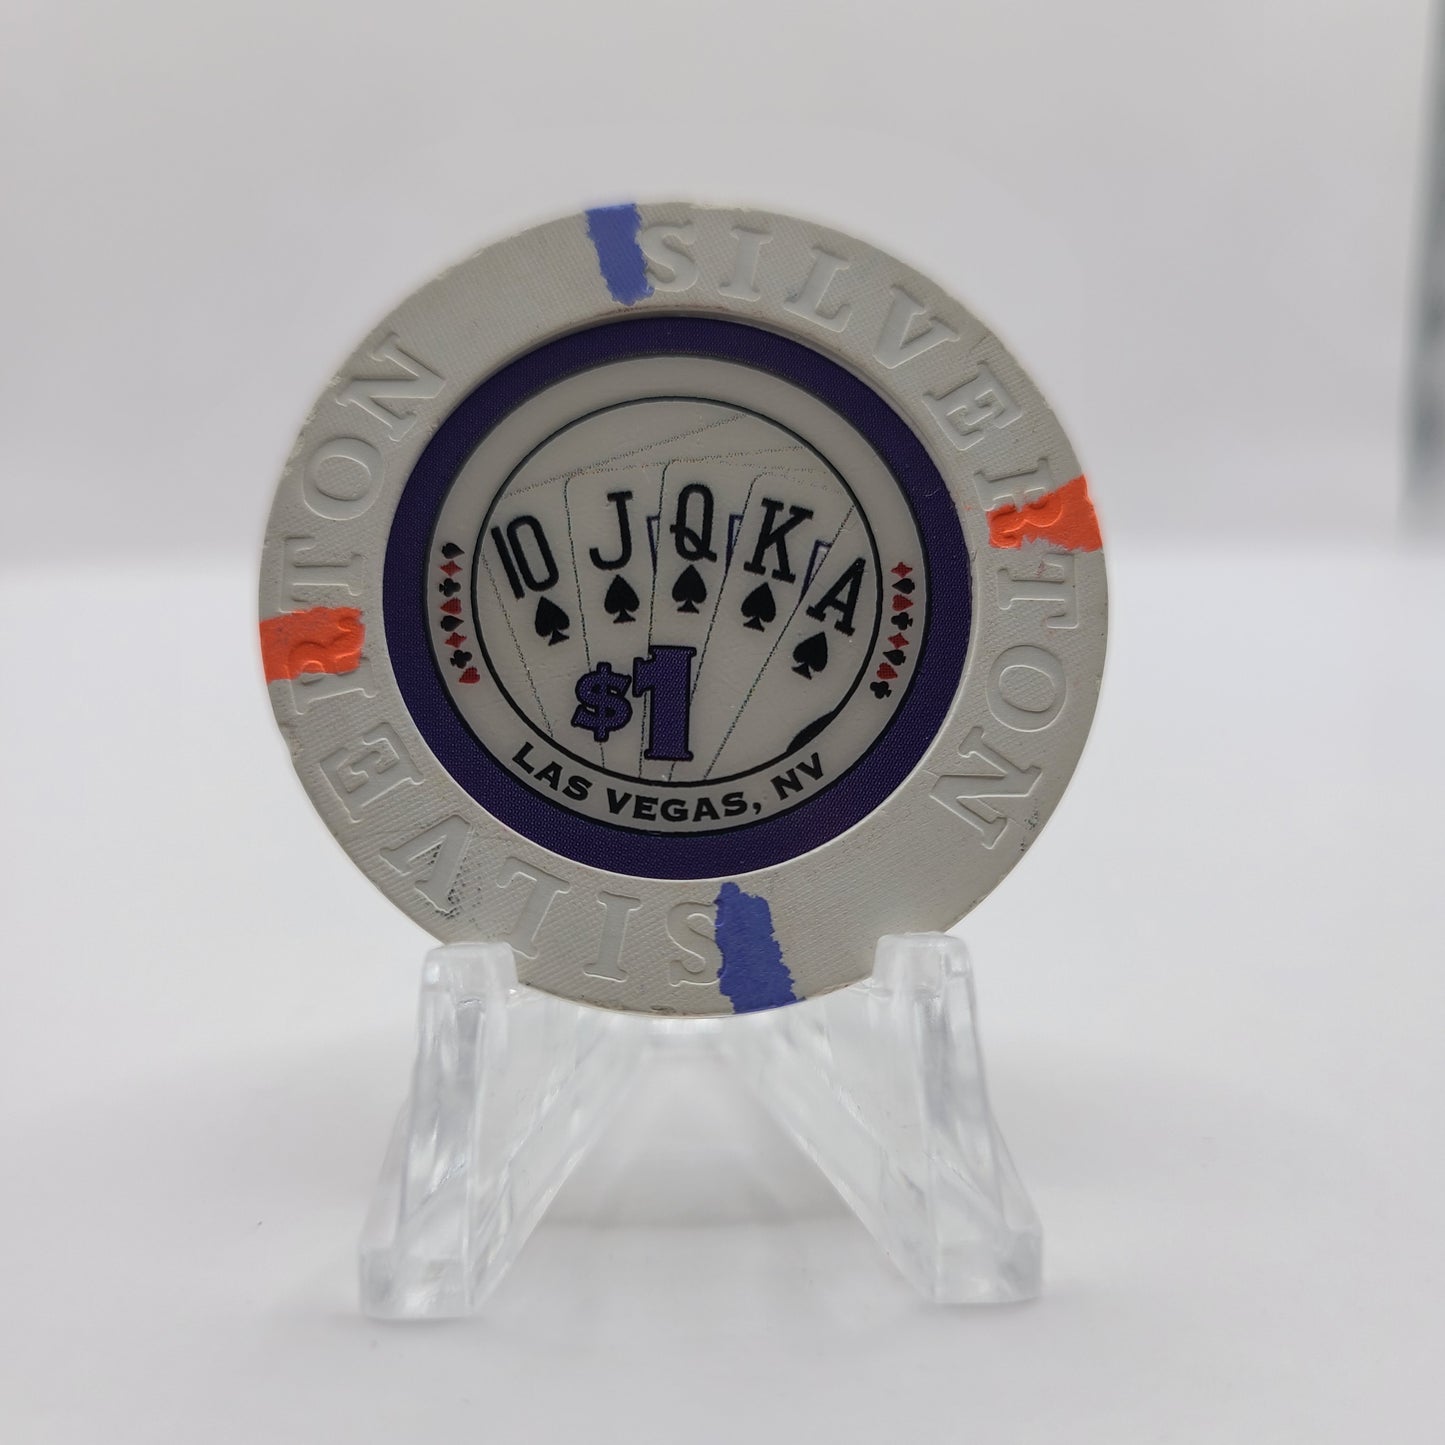 SILVERTON
SILVERTON
10 J Q K A
$1
LAS VEGAS, NV